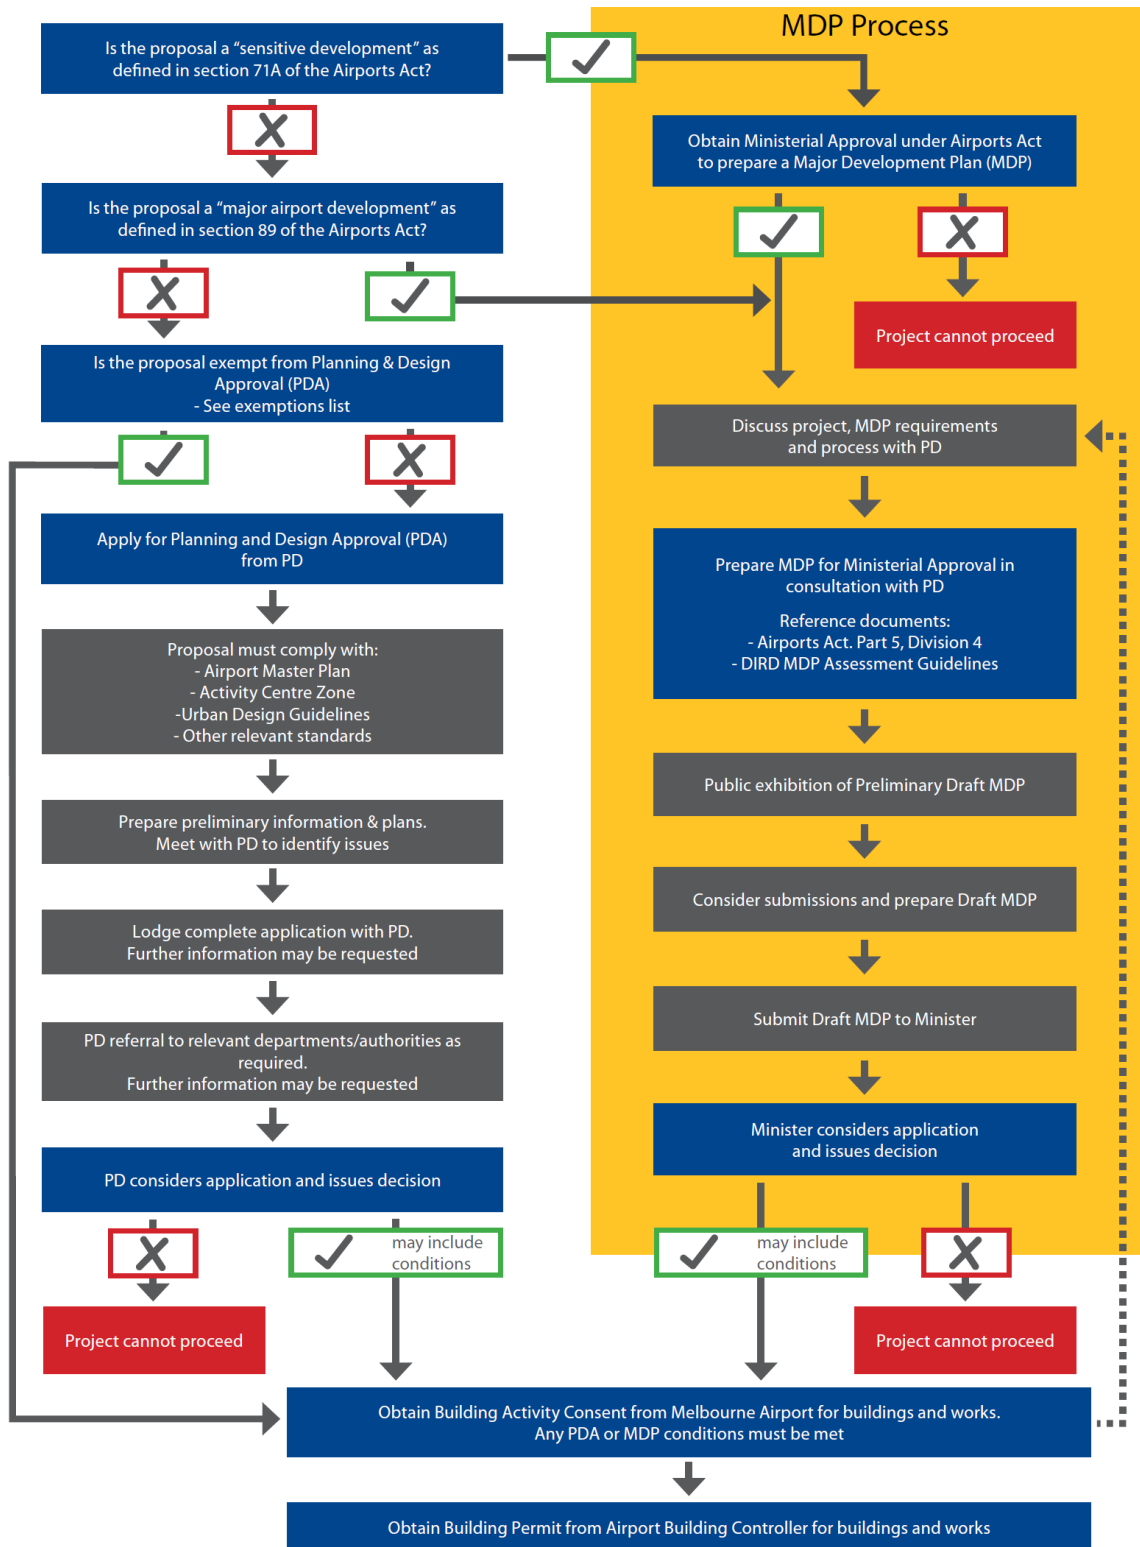 MDP Process
Is the proposal a “sensitive development” as
defined in section 71A of the Airports Act?
Obtain Ministerial Approval under Airports Act
to prepare a Major Development Plan (MDP)
Is the proposal a “major airport development” as
defined in section 89 of the Airports Act?
Project cannot proceed
Is the proposal exempt from Planning & Design
Approval (PDA)
- See exemptions list
Discuss project, MDP requirements
and process with PD
Apply for Planning and Design Approval (PDA)
from PD
Prepare MDP for Ministerial Approval in
consultation with PD
Reference documents:
- Airports Act. Part 5, Division 4
- DIRD MDP Assessment Guidelines
Proposal must comply with:
- Airport Master Plan
- Activity Centre Zone
-Urban Design Guidelines
- Other relevant standards
Public exhibition of Preliminary Draft MDP
Prepare preliminary information & plans.
Meet with PD to identify issues
Consider submissions and prepare Draft MDP
Lodge complete application with PD.
Further information may be requested
Submit Draft MDP to Minister
PD referral to relevant departments/authorities as
required.
Further information may be requested
Minister considers application
and issues decision
PD considers application and issues decision
may include
conditions
may include
conditions
Project cannot proceed
Project cannot proceed
Obtain Building Activity Consent from Melbourne Airport for buildings and works.
Any PDA or MDP conditions must be met
Obtain Building Permit from Airport Building Controller for buildings and works